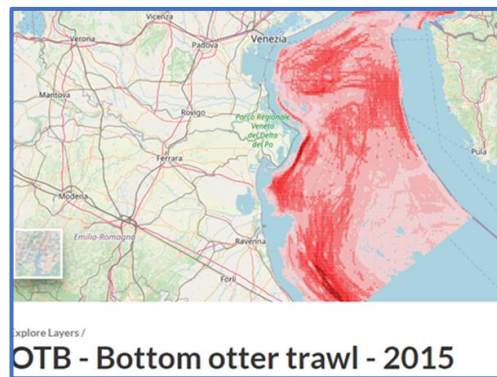 Vicenza
Verona
Padova
Venezia
Mantova
Rovigo
Parco Regionale
Veneto
del Delta
del Po
Pula
Ferrara
Modena
Emilia-Romagna
Ravenna
Forlì
Explore Layers /
OTB - Bottom otter trawl - 2015